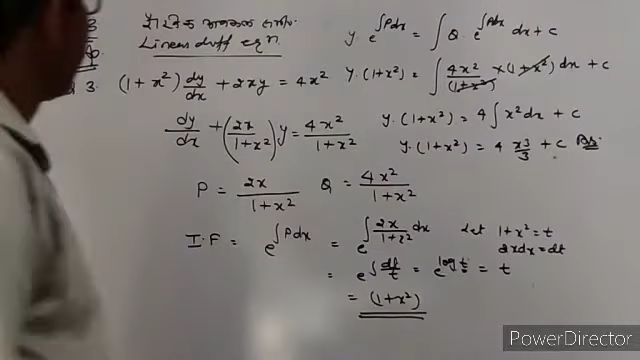 Linear diff eqn.
3. (1+x²) dy/dx + 2xy = 4x²
dy/dx + (2x/1+x²) y = 4x²/1+x²
P = 2x/1+x² Q = 4x²/1+x²
I.F = e^∫Pdx = e^∫2x/1+x² dx
Let 1+x² = t
2xdx = dt
= e^∫dt/t = e^log t = t
= (1+x²)
y. e^∫Pdx = ∫ Q. e^∫Pdx dx + c
y.(1+x²) = ∫ 4x²/(1+x²) × (1+x²) dx + c
y.(1+x²) = 4 ∫ x² dx + c
y.(1+x²) = 4 x3/3 + c
PowerDirector